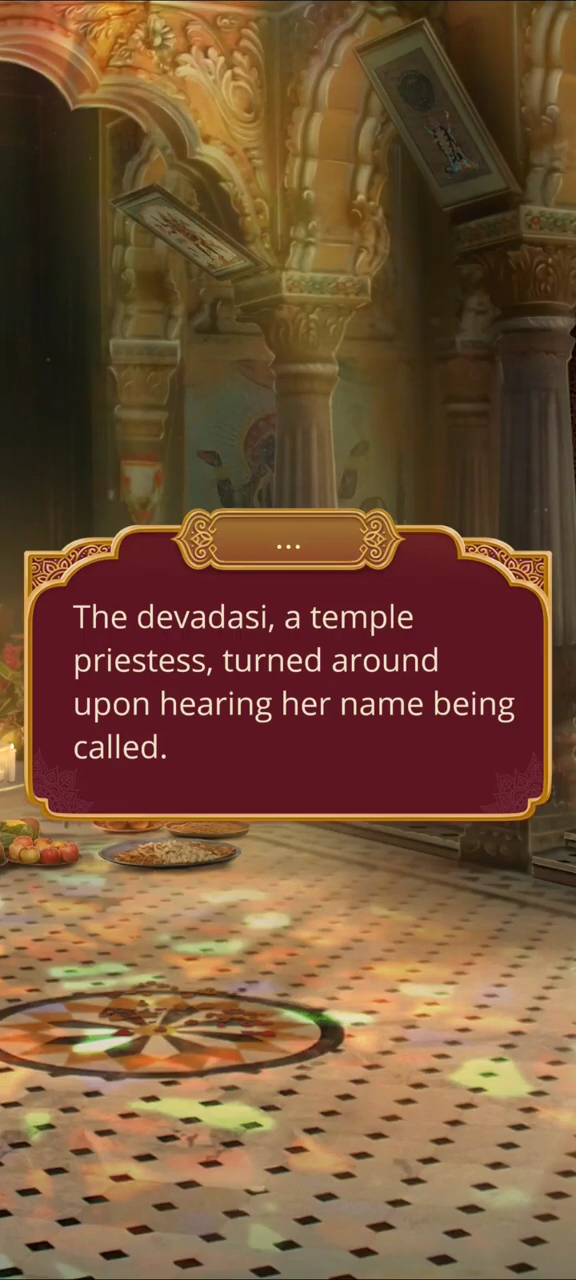 ...
The devadasi, a temple
priestess, turned around
upon hearing her name being
called.